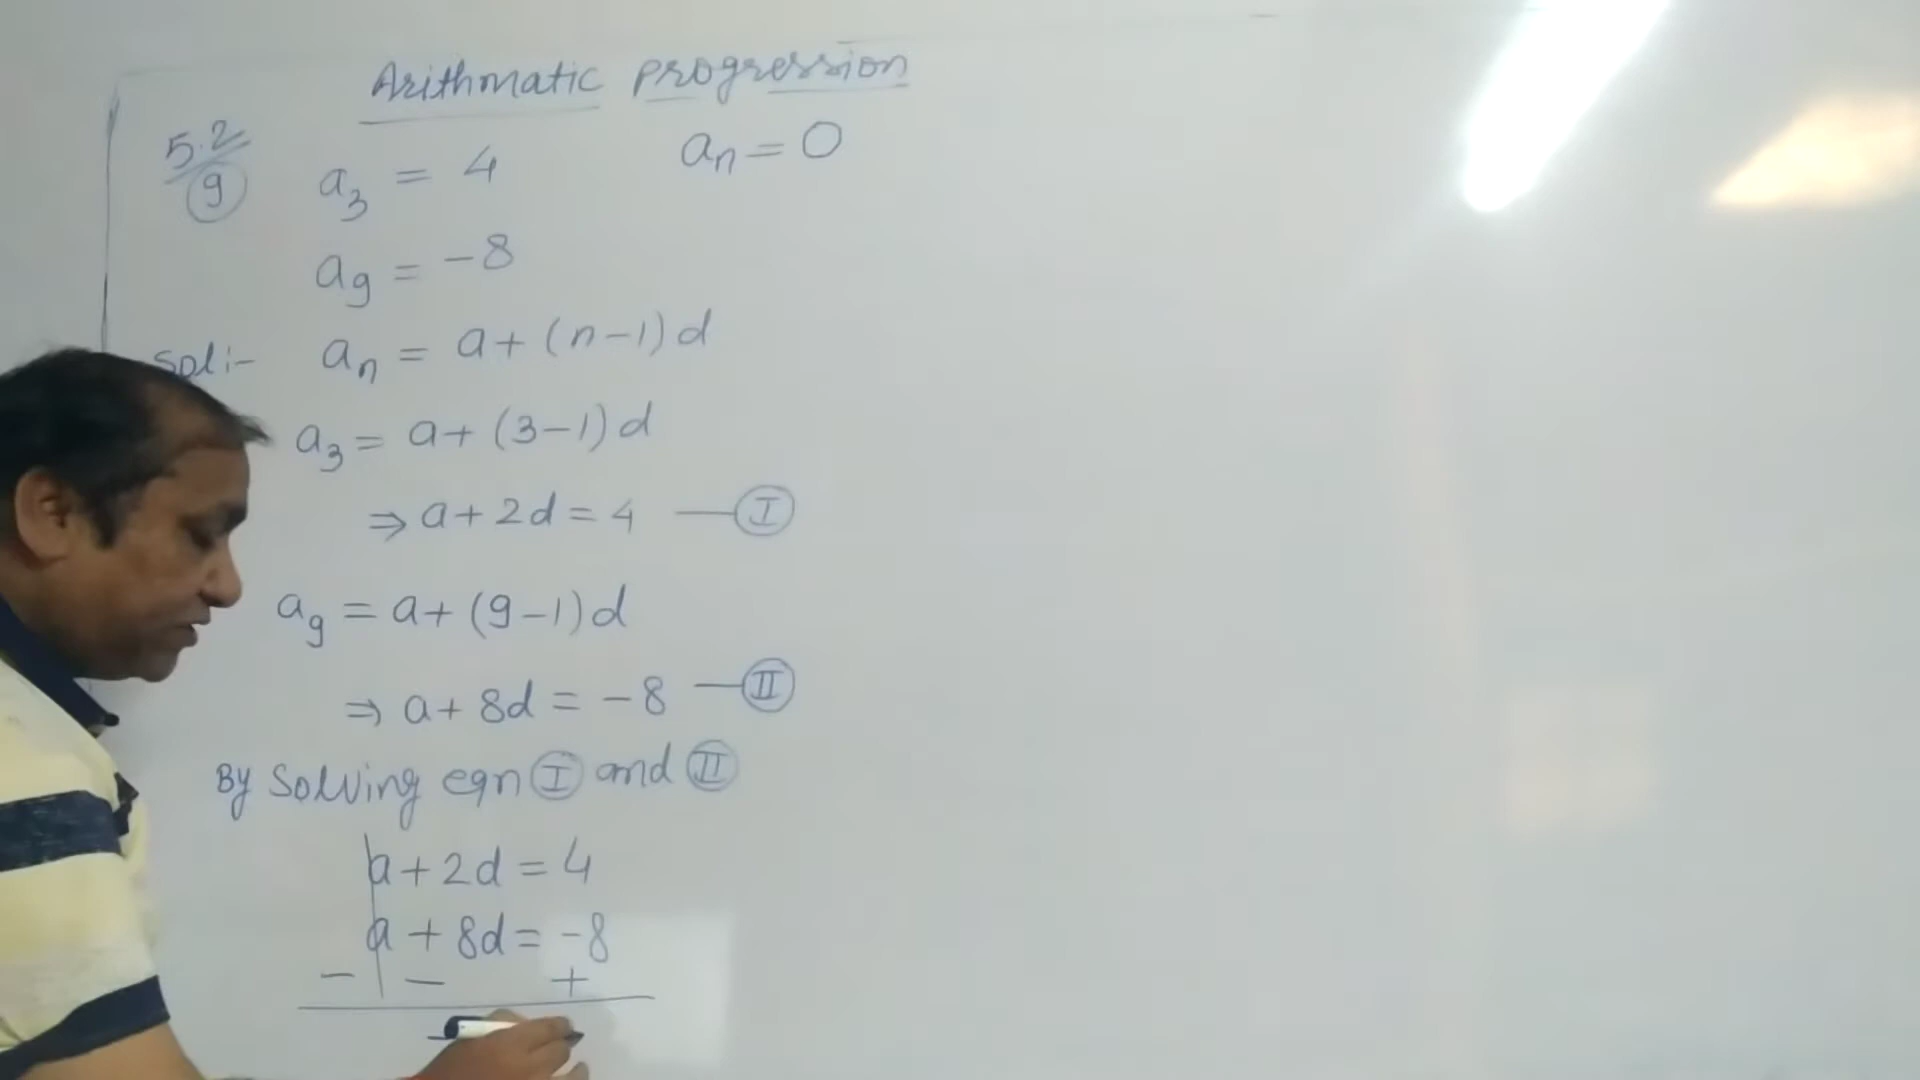 Arithmatic progression
5.2
9
a₃ = 4
aₙ = 0
a₉ = -8
Sol:- aₙ = a + (n-1) d
a₃ = a + (3-1) d
⇒ a + 2d = 4 — Ⅰ
a₉ = a + (9-1) d
⇒ a + 8d = -8 — Ⅱ
By Solving eqn Ⅰ and Ⅱ
a + 2d = 4
a + 8d = -8
- - +